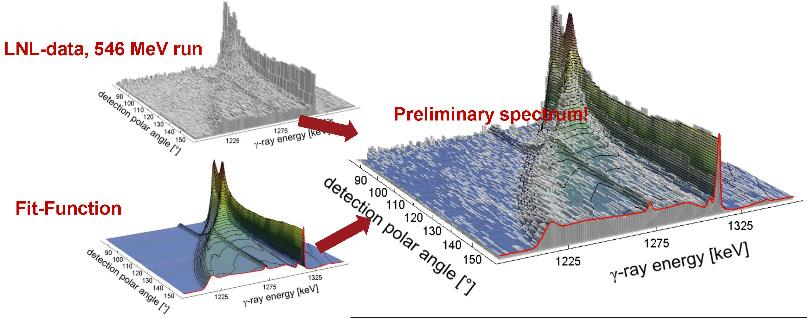 LNL-data, 546 MeV run
90 100 110 120 130 140 150
detection polar angle [°]
1225 1275 1325
γ-ray energy [keV]
Preliminary spectrum!
Fit-Function
90 100 110 120 130 140 150
detection polar angle [°]
1225 1275 1325
γ-ray energy [keV]
90 100 110 120 130 140 150
detection polar angle [°]
1225 1275 1325
γ-ray energy [keV]